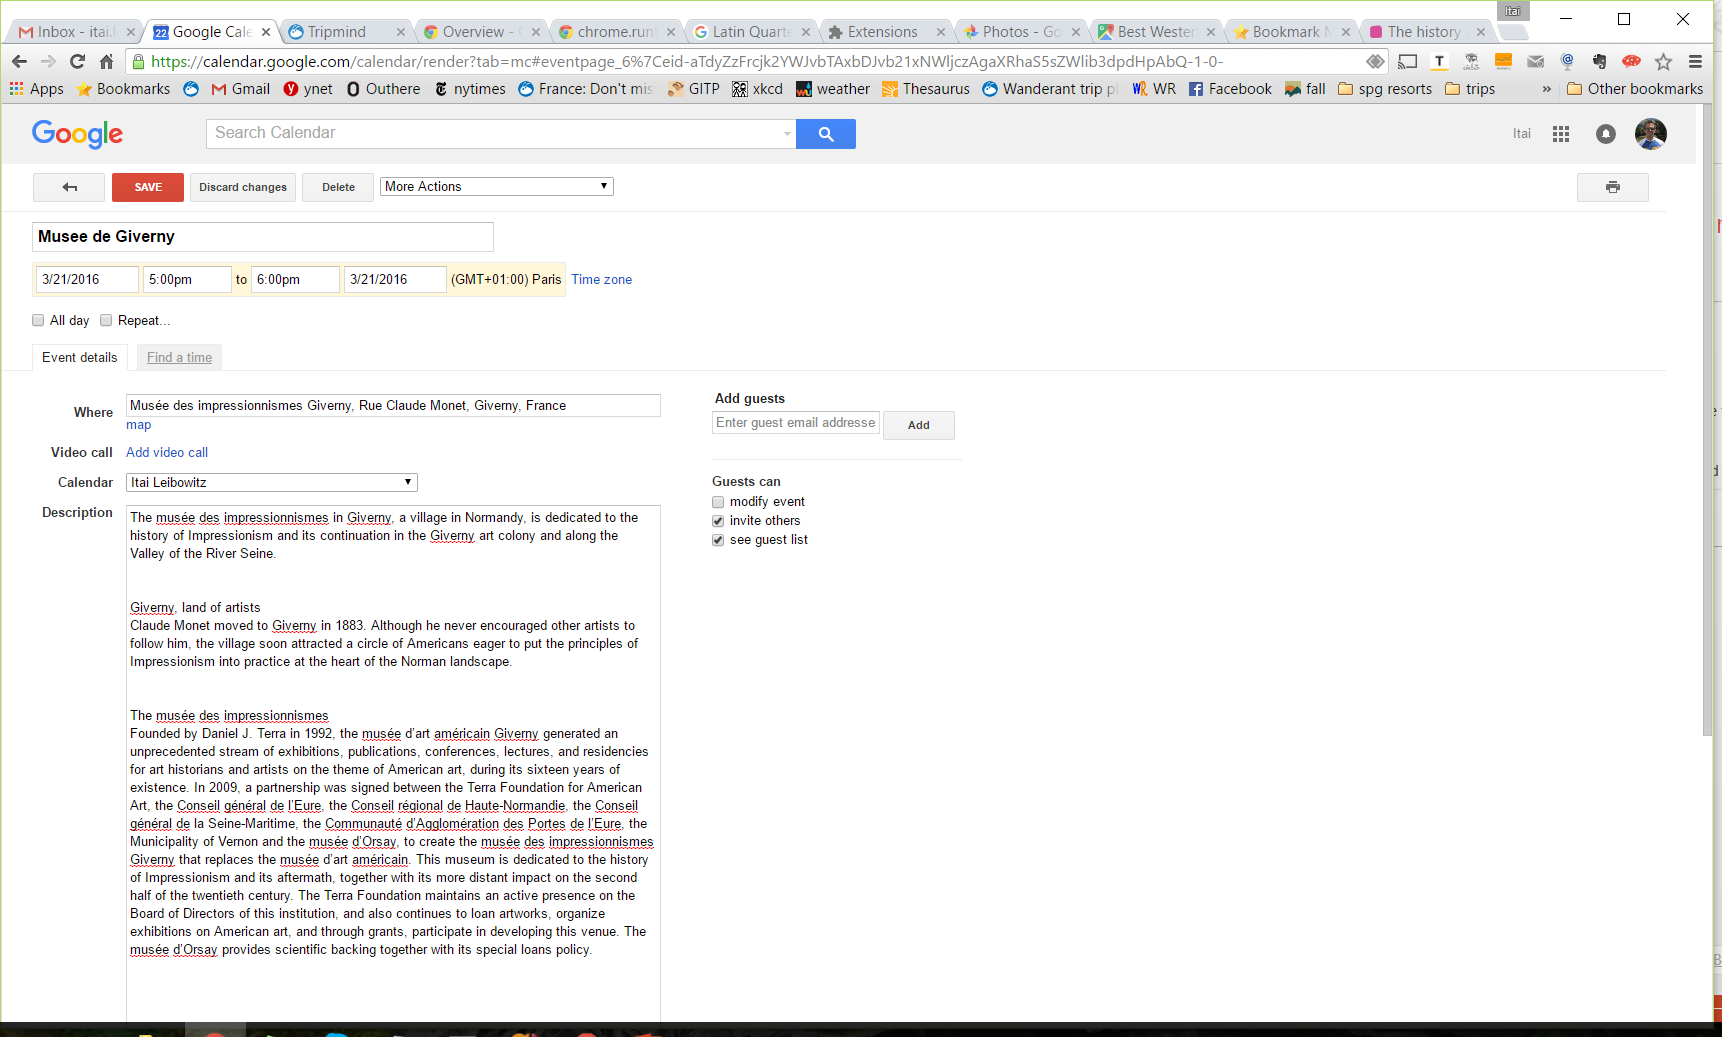 Itai
Inbox - itai.l
22 Google Cale
Tripmind
Overview -
chrome.run
Latin Quarte
Extensions
Photos - Go
Best Wester
Bookmark
The history
https://calendar.google.com/calendar/render?tab=mc#eventpage_6%7Ceid-aTdyZzFrcjk2YWJvbTAxbDJvb21xNWljczAgaXRhaS5sZWlib3dpdHpAbQ-1-0-
Apps
Bookmarks
Gmail
ynet
Outhere
nytimes
France: Don't mis
GITP
xkcd
weather
Thesaurus
Wanderant trip pl
WR
Facebook
fall
spg resorts
trips
»
Other bookmarks
Google
Search Calendar
Itai
SAVE
Discard changes
Delete
More Actions
Musee de Giverny
3/21/2016 5:00pm to 6:00pm 3/21/2016 (GMT+01:00) Paris Time zone
All day Repeat...
Event details Find a time
Where Musée des impressionnismes Giverny, Rue Claude Monet, Giverny, France
map
Video call Add video call
Calendar Itai Leibowitz
Description
The musée des impressionnismes in Giverny, a village in Normandy, is dedicated to the
history of Impressionism and its continuation in the Giverny art colony and along the
Valley of the River Seine.
Giverny, land of artists
Claude Monet moved to Giverny in 1883. Although he never encouraged other artists to
follow him, the village soon attracted a circle of Americans eager to put the principles of
Impressionism into practice at the heart of the Norman landscape.
The musée des impressionnismes
Founded by Daniel J. Terra in 1992, the musée d'art américain Giverny generated an
unprecedented stream of exhibitions, publications, conferences, lectures, and residencies
for art historians and artists on the theme of American art, during its sixteen years of
existence. In 2009, a partnership was signed between the Terra Foundation for American
Art, the Conseil général de l'Eure, the Conseil régional de Haute-Normandie, the Conseil
général de la Seine-Maritime, the Communauté d'Agglomération des Portes de l'Eure, the
Municipality of Vernon and the musée d'Orsay, to create the musée des impressionnismes
Giverny that replaces the musée d'art américain. This museum is dedicated to the history
of Impressionism and its aftermath, together with its more distant impact on the second
half of the twentieth century. The Terra Foundation maintains an active presence on the
Board of Directors of this institution, and also continues to loan artworks, organize
exhibitions on American art, and through grants, participate in developing this venue. The
musée d'Orsay provides scientific backing together with its special loans policy.
Add guests
Enter guest email addresse
Add
Guests can
modify event
invite others
see guest list